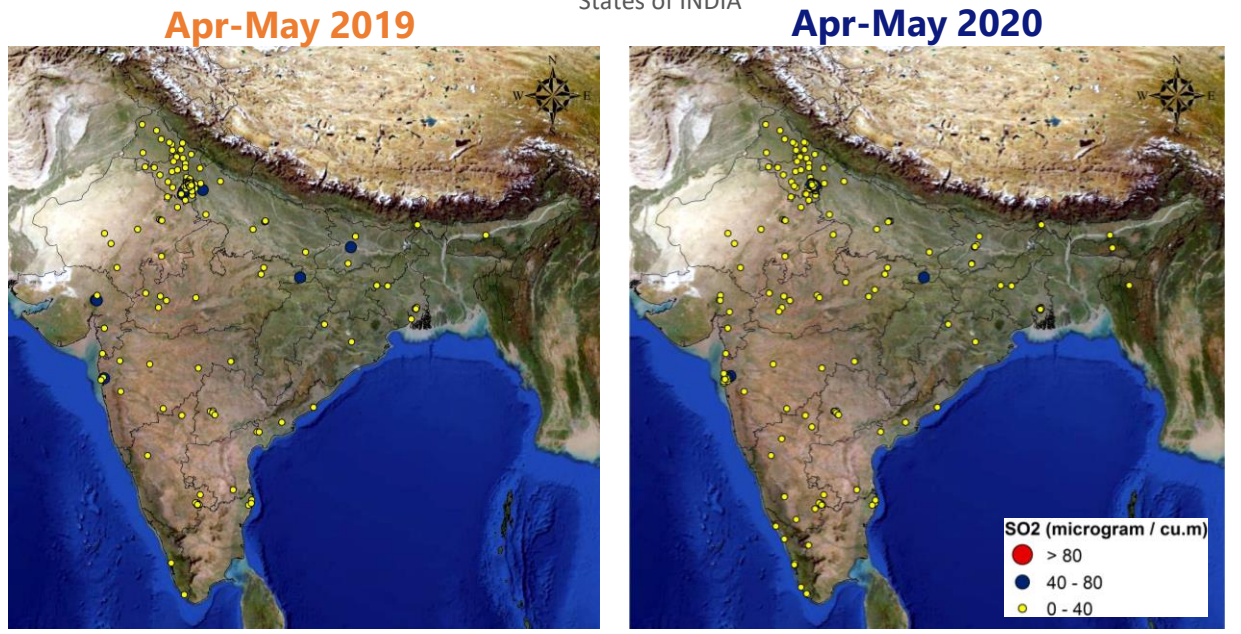 States of INDIA
Apr-May 2019
Apr-May 2020
N
W E
S
N
W E
S
SO2 (microgram / cu.m)
> 80
40 - 80
0 - 40